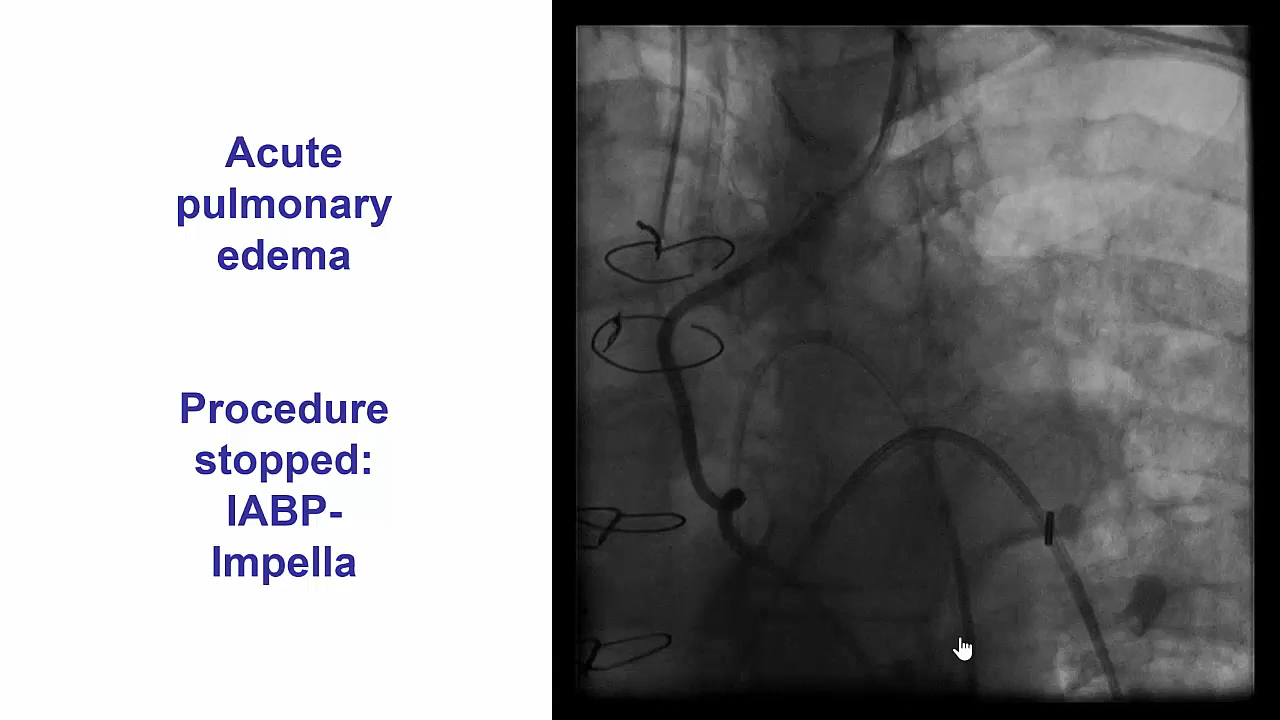 Acute
pulmonary
edema
Procedure
stopped:
IABP-
Impella